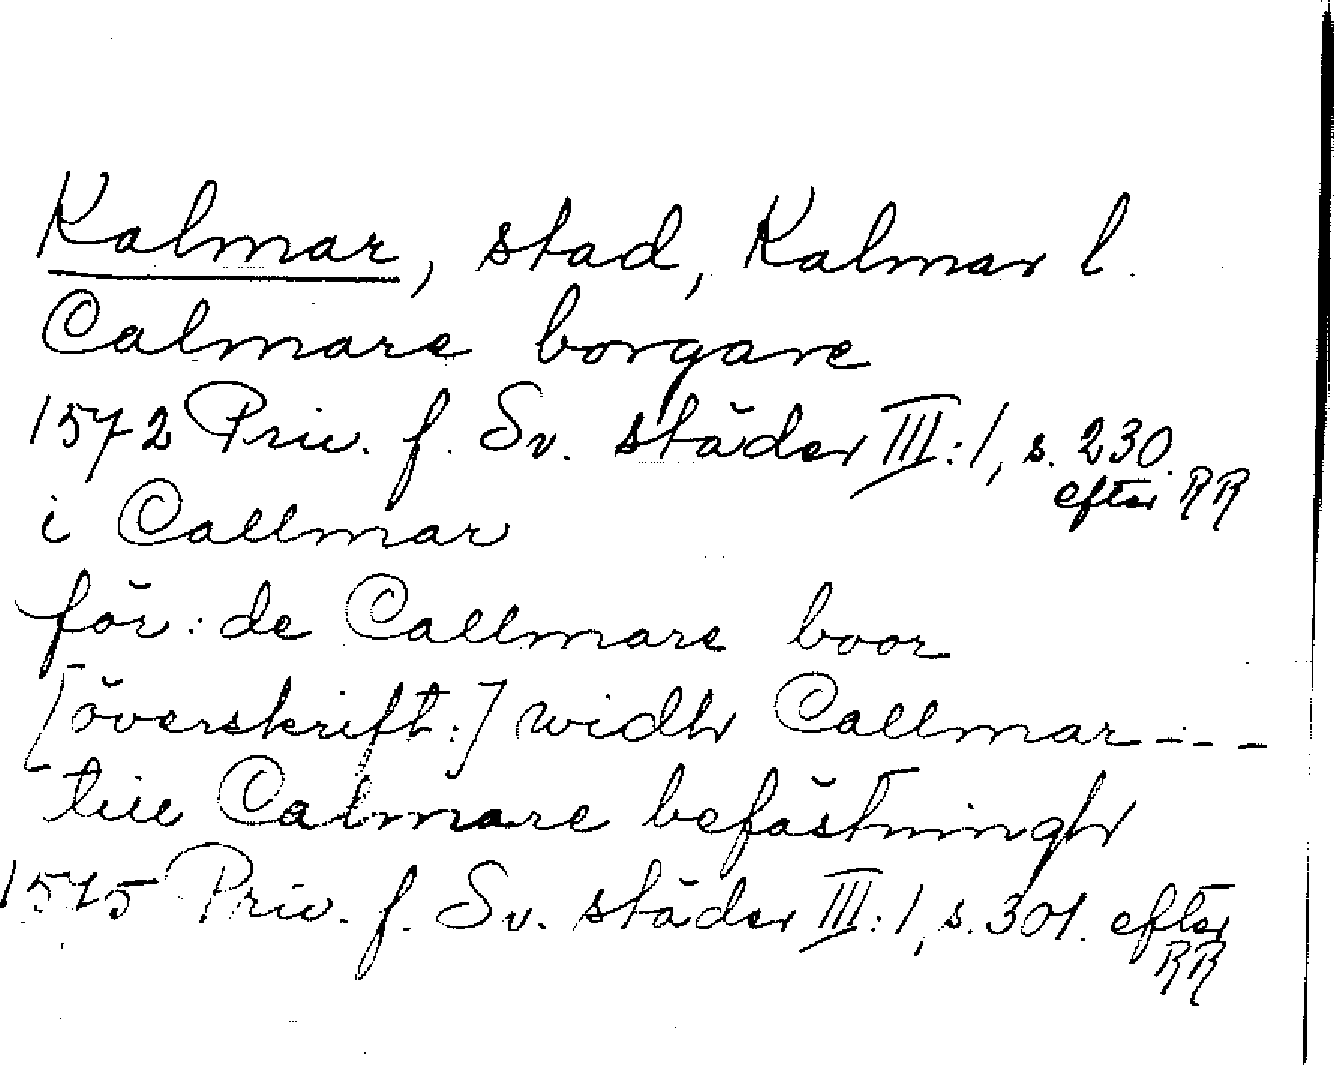 Kalmar, stad, Kalmar l.
Calmare borgare
1572 Priv. f. Sv. städer III:1, s. 230. efter RR
i Callmar
för: de Callmare boor
[överskrift:] widh Callmar - - -
till Calmare befästningh
1575 Priv. f. Sv. städer III:1, s. 301. efter RR